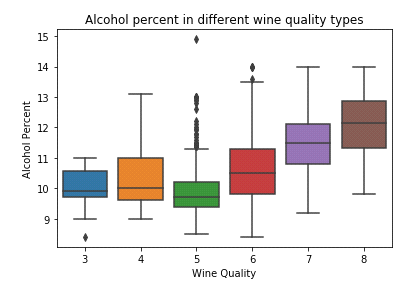 Alcohol percent in different wine quality types
15
14
13
12
11
10
9
Alcohol Percent
3 4 5 6 7 8
Wine Quality